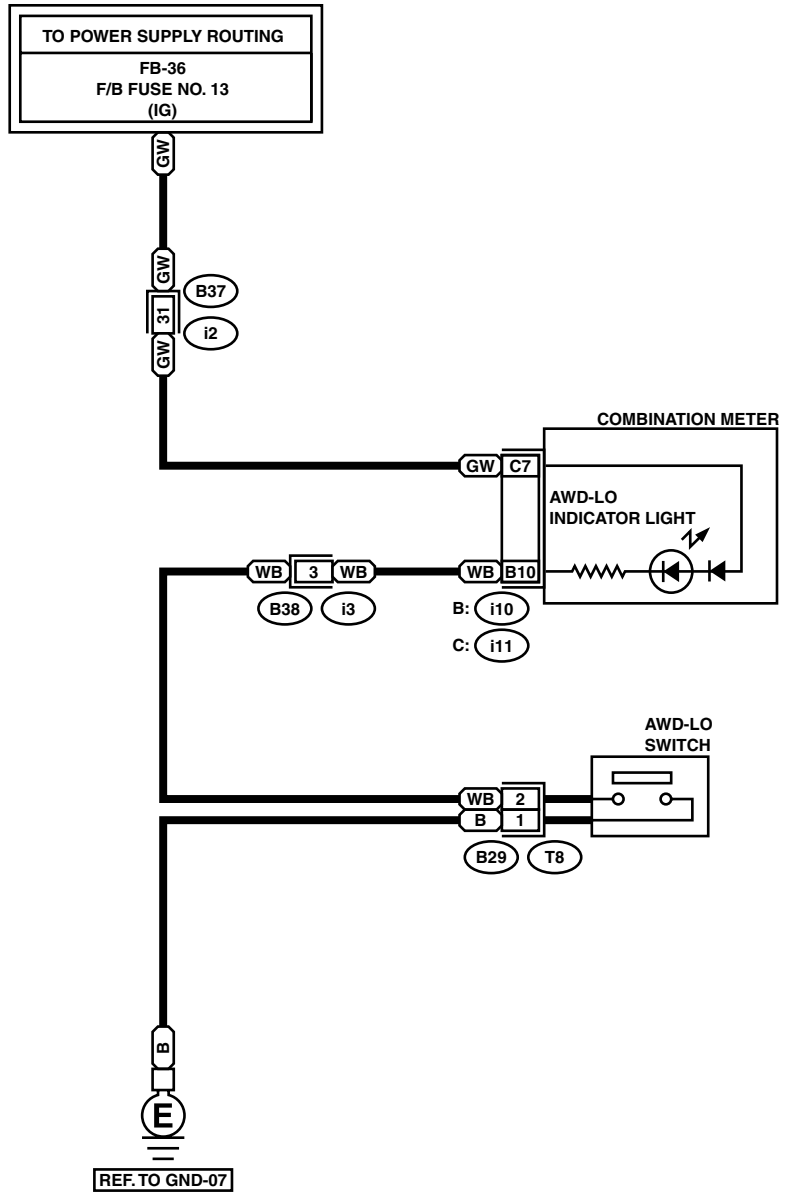 TO POWER SUPPLY ROUTING
FB-36
F/B FUSE NO. 13
(IG)
GW
GW
B37
31
i2
GW
COMBINATION METER
GW C7
AWD-LO
INDICATOR LIGHT
WB 3 WB
WB B10
B38 i3
B: i10
C: i11
AWD-LO
SWITCH
WB 2
B 1
B29 T8
B
E
REF. TO GND-07